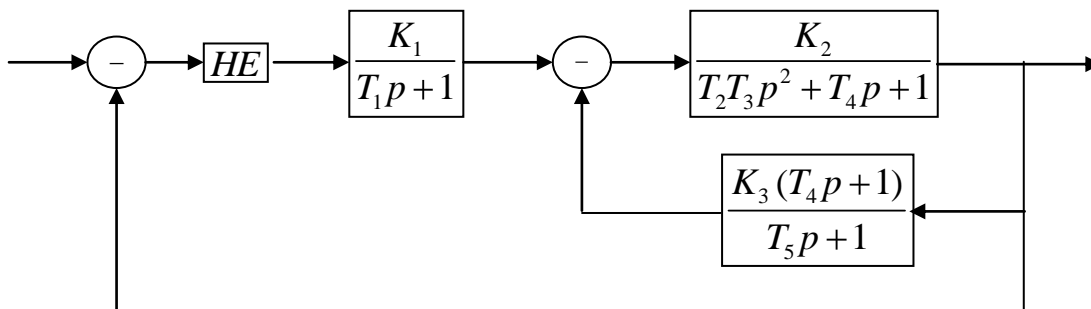 −
HE
K₁
T₁p + 1
−
K₂
T₂T₃p² + T₄p + 1
K₃(T₄p + 1)
T₅p + 1